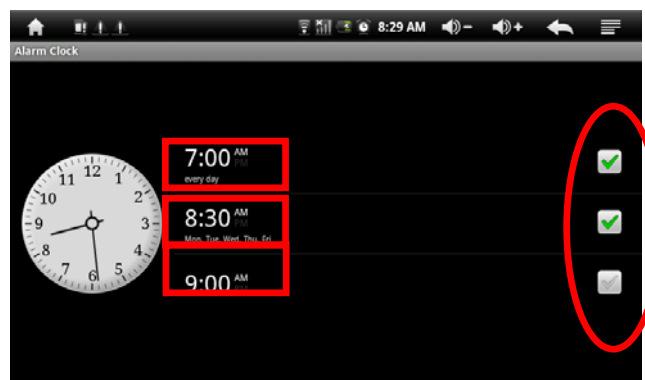 8:29 AM
Alarm Clock
12
11 1
10 2
9 3
8 4
7 6 5
7:00 AM
PM
every day
8:30 AM
PM
Mon, Tue, Wed, Thu, Fri
9:00 AM